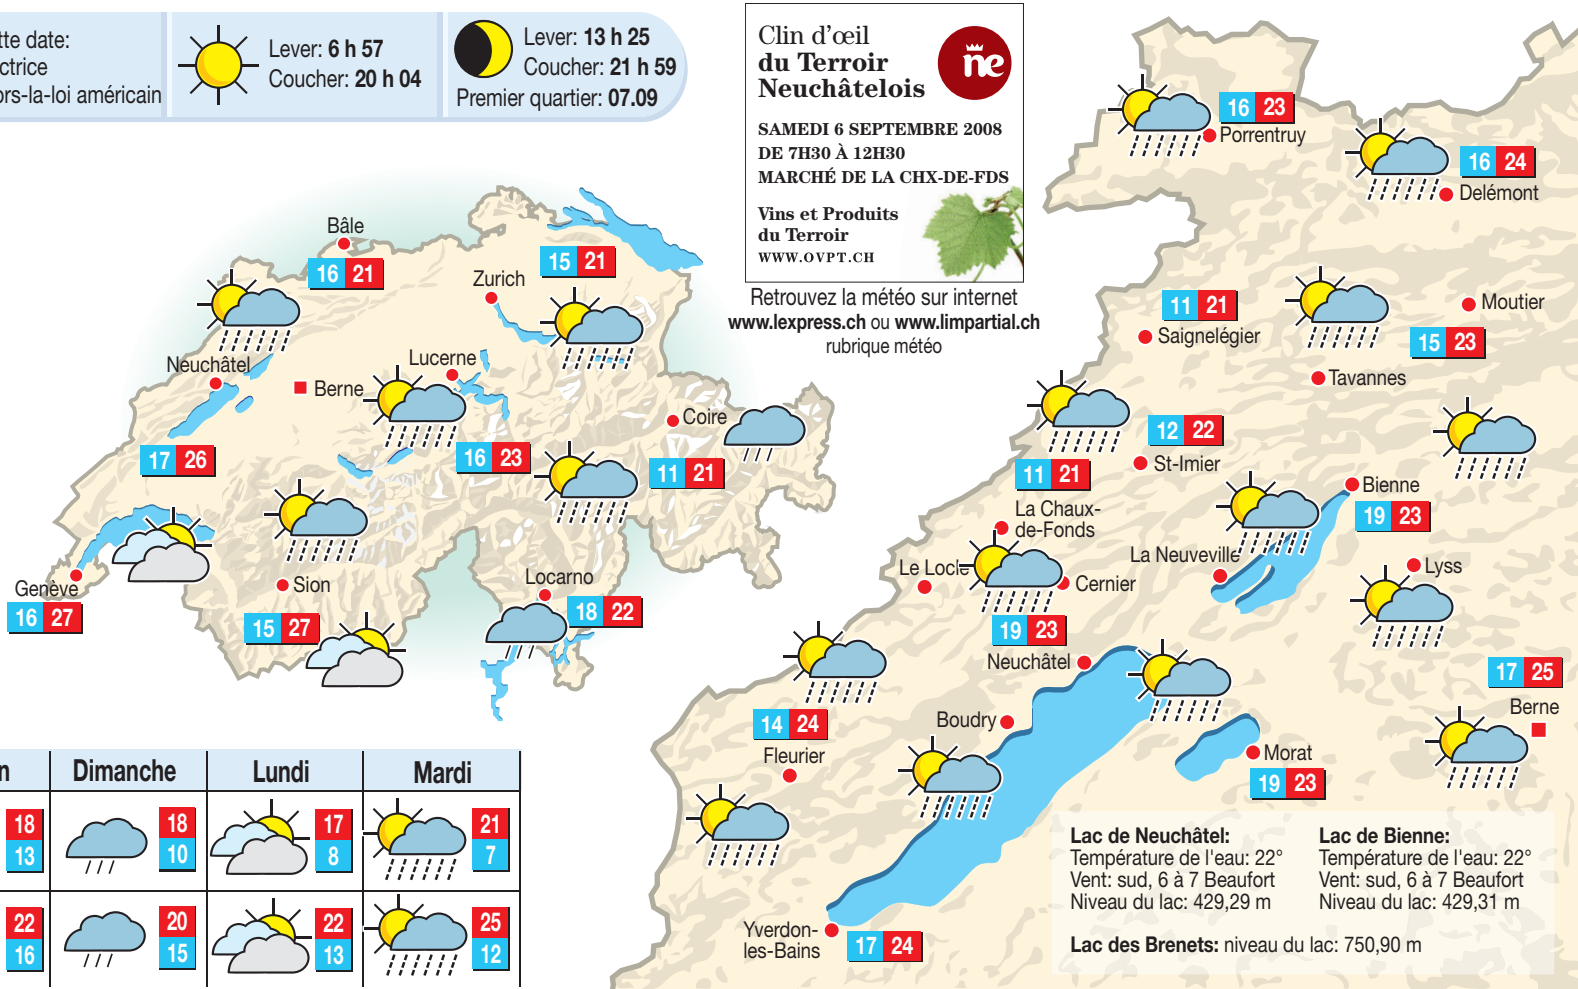 tte date:
ctrice
ors-la-loi américain
Lever: 6 h 57
Coucher: 20 h 04
Lever: 13 h 25
Coucher: 21 h 59
Premier quartier: 07.09
Clin d'œil
du Terroir
Neuchâtelois
ne
SAMEDI 6 SEPTEMBRE 2008
DE 7H30 À 12H30
MARCHÉ DE LA CHX-DE-FDS
Vins et Produits
du Terroir
WWW.OVPT.CH
Retrouvez la météo sur internet
www.lexpress.ch ou www.limpartial.ch
rubrique météo
Bâle
16 21
15 21
Zurich
Neuchâtel
Lucerne
Berne
Coire
17 26
16 23
11 21
Genève
16 27
Sion
15 27
Locarno
18 22
n
Dimanche
Lundi
Mardi
18
13
18
10
17
8
21
7
22
16
20
15
22
13
25
12
16 23
Porrentruy
16 24
Delémont
11 21
Saignelégier
Moutier
15 23
Tavannes
12 22
St-Imier
11 21
La Chaux-
de-Fonds
Bienne
19 23
Le Locle
Cernier
La Neuveville
Lyss
19 23
Neuchâtel
17 25
Berne
14 24
Fleurier
Boudry
Morat
19 23
Yverdon-
les-Bains
17 24
Lac de Neuchâtel:
Température de l'eau: 22°
Vent: sud, 6 à 7 Beaufort
Niveau du lac: 429,29 m
Lac de Bienne:
Température de l'eau: 22°
Vent: sud, 6 à 7 Beaufort
Niveau du lac: 429,31 m
Lac des Brenets: niveau du lac: 750,90 m